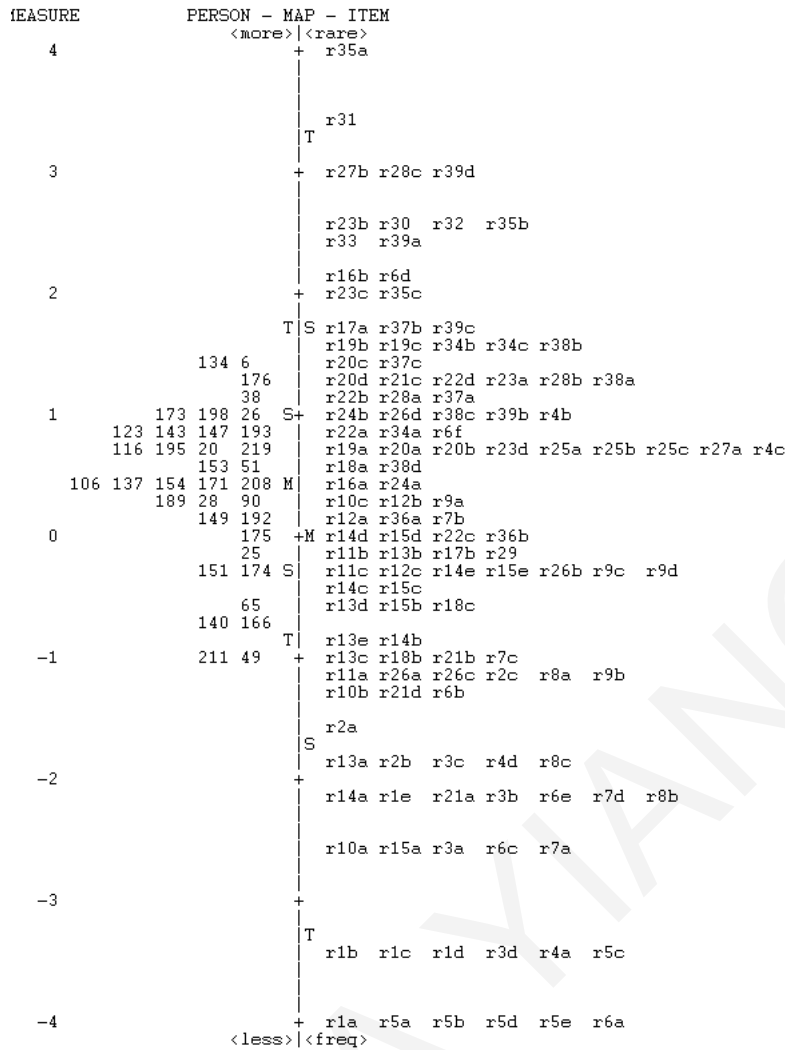 MEASURE PERSON - MAP - ITEM
<more>|<rare>
4 + r35a
|
|
|
| r31
|T
|
3 + r27b r28c r39d
|
|
| r23b r30 r32 r35b
| r33 r39a
|
| r16b r6d
2 + r23c r35c
|
T|S r17a r37b r39c
| r19b r19c r34b r34c r38b
134 6 | r20c r37c
176 | r20d r21c r22d r23a r28b r38a
38 | r22b r28a r37a
1 173 198 26 S+ r24b r26d r38c r39b r4b
123 143 147 193 | r22a r34a r6f
116 195 20 219 | r19a r20a r20b r23d r25a r25b r25c r27a r4c
153 51 | r18a r38d
106 137 154 171 208 M| r16a r24a
189 28 90 | r10c r12b r9a
149 192 | r12a r36a r7b
0 175 +M r14d r15d r22c r36b
25 | r11b r13b r17b r29
151 174 S| r11c r12c r14e r15e r26b r9c r9d
| r14c r15c
65 | r13d r15b r18c
140 166 |
T| r13e r14b
-1 211 49 + r13c r18b r21b r7c
| r11a r26a r26c r2c r8a r9b
| r10b r21d r6b
|
| r2a
|S
| r13a r2b r3c r4d r8c
-2 +
| r14a r1e r21a r3b r6e r7d r8b
|
|
| r10a r15a r3a r6c r7a
|
|
-3 +
|
|
|T
| r1b r1c r1d r3d r4a r5c
|
|
|
-4 + r1a r5a r5b r5d r5e r6a
<less>|<freq>